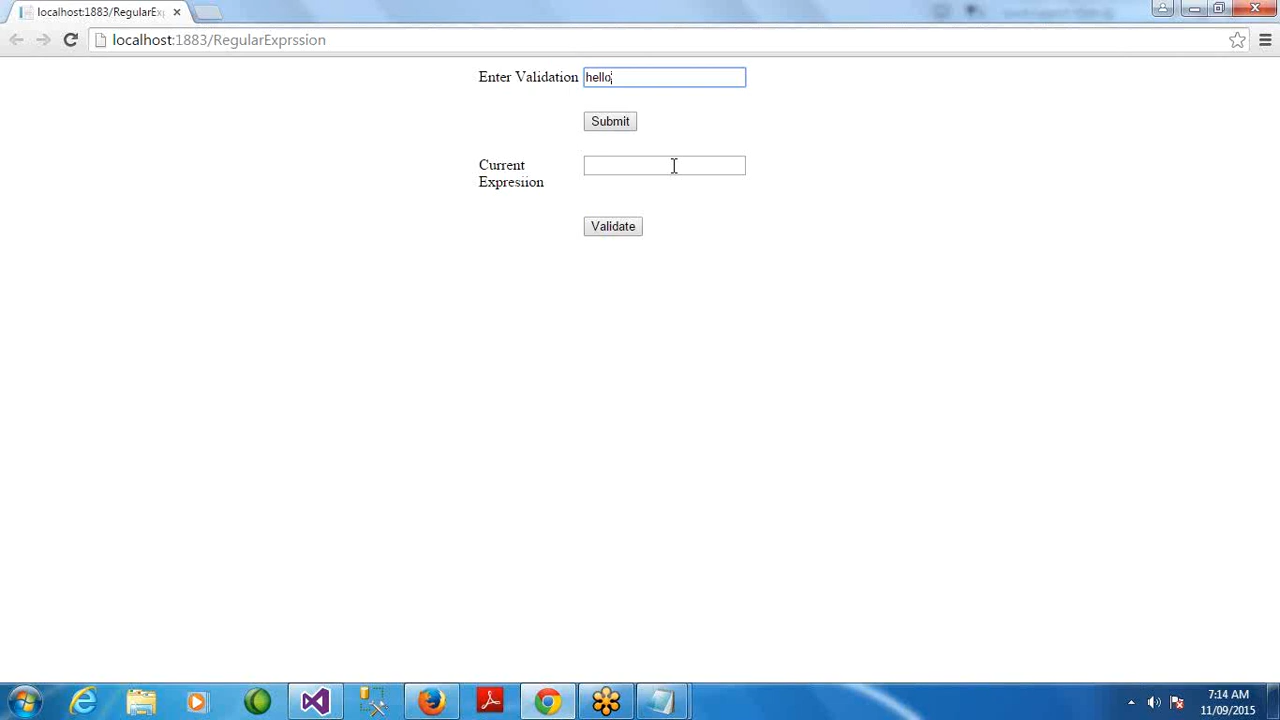 localhost:1883/RegularEx
localhost:1883/RegularExprssion
Enter Validation hello
Submit
Current
Expresiion
Validate
7:14 AM
11/09/2015